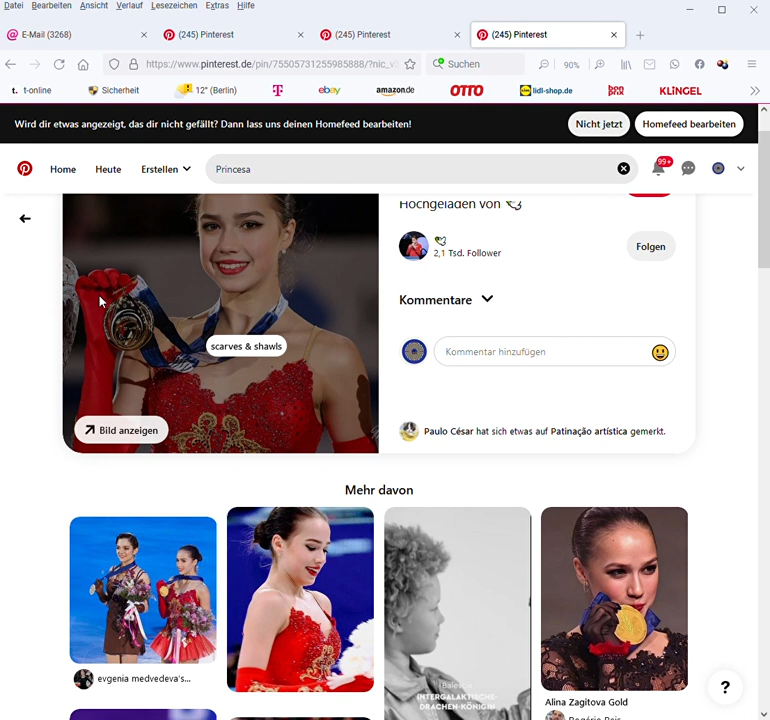 Datei Bearbeiten Ansicht Verlauf Lesezeichen Extras Hilfe
E-Mail (3268) (245) Pinterest (245) Pinterest (245) Pinterest
https://www.pinterest.de/pin/75505731255985888/?nic_v Suchen 90%
t. t-online Sicherheit 12° (Berlin) T ebay amazon.de OTTO lidl-shop.de bpo KLiNGEL
Wird dir etwas angezeigt, das dir nicht gefällt? Dann lass uns deinen Homefeed bearbeiten! Nicht jetzt Homefeed bearbeiten
Home Heute Erstellen Princesa 99+
Hochgeladen von
2,1 Tsd. Follower Folgen
Kommentare
scarves & shawls
Kommentar hinzufügen
Bild anzeigen
Paulo César hat sich etwas auf Patinação artística gemerkt.
Mehr davon
evgenia medvedeva's...
INTERGALAKTISCHE-
DRACHEN-KÖNIGIN
Alina Zagitova Gold
?